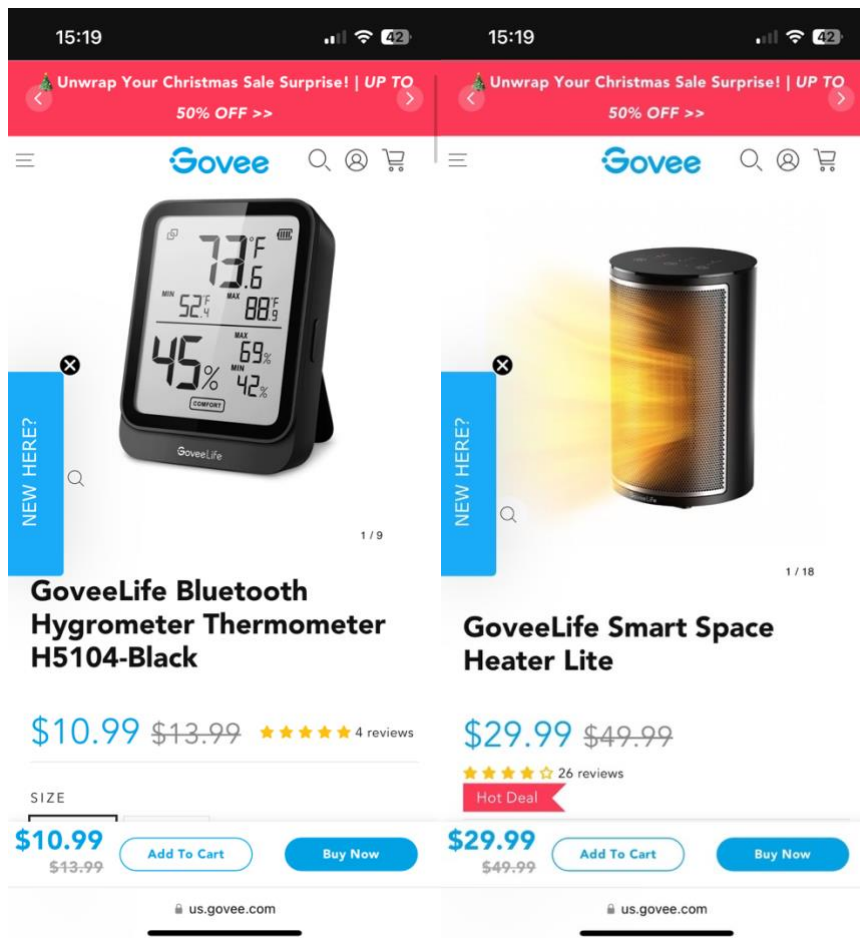 15:19
42
Unwrap Your Christmas Sale Surprise! | UP TO
50% OFF >>
Govee
73.6°F
MIN 52.4°F MAX 88.9°F
45% MAX 69%
MIN 42%
COMFORT
GoveeLife
NEW HERE?
1 / 9
GoveeLife Bluetooth
Hygrometer Thermometer
H5104-Black
$10.99 $13.99 4 reviews
SIZE
$10.99
$13.99
Add To Cart
Buy Now
us.govee.com
15:19
42
Unwrap Your Christmas Sale Surprise! | UP TO
50% OFF >>
Govee
GoveeLife
NEW HERE?
1 / 18
GoveeLife Smart Space
Heater Lite
$29.99 $49.99
26 reviews
Hot Deal
$29.99
$49.99
Add To Cart
Buy Now
us.govee.com